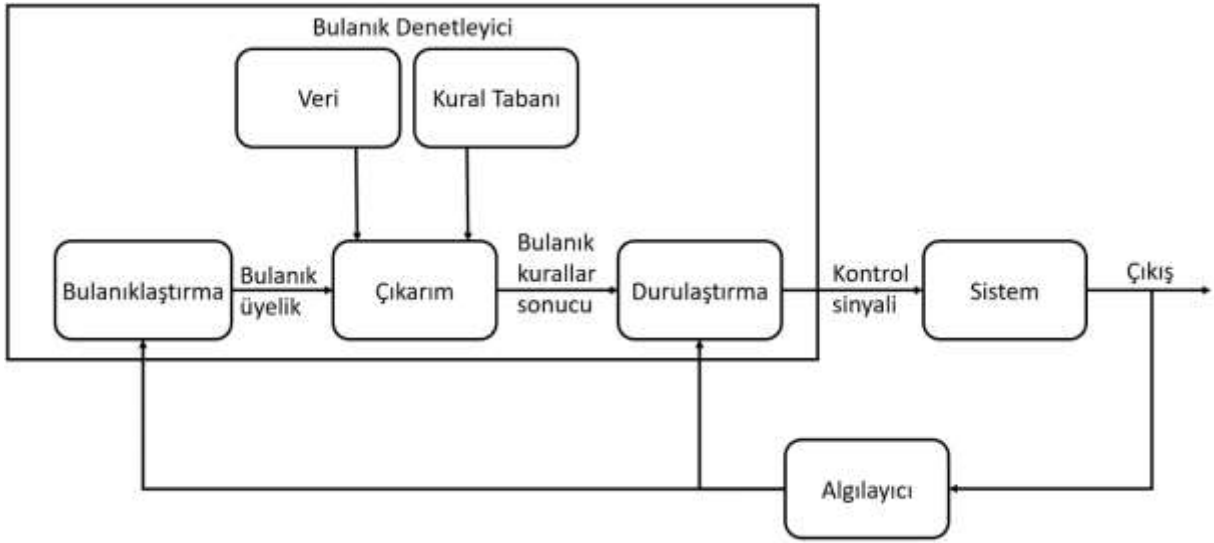 Bulanık Denetleyici
Veri
Kural Tabanı
Bulanıklaştırma
Bulanık
üyelik
Çıkarım
Bulanık
kurallar
sonucu
Durulaştırma
Kontrol
sinyali
Sistem
Çıkış
Algılayıcı